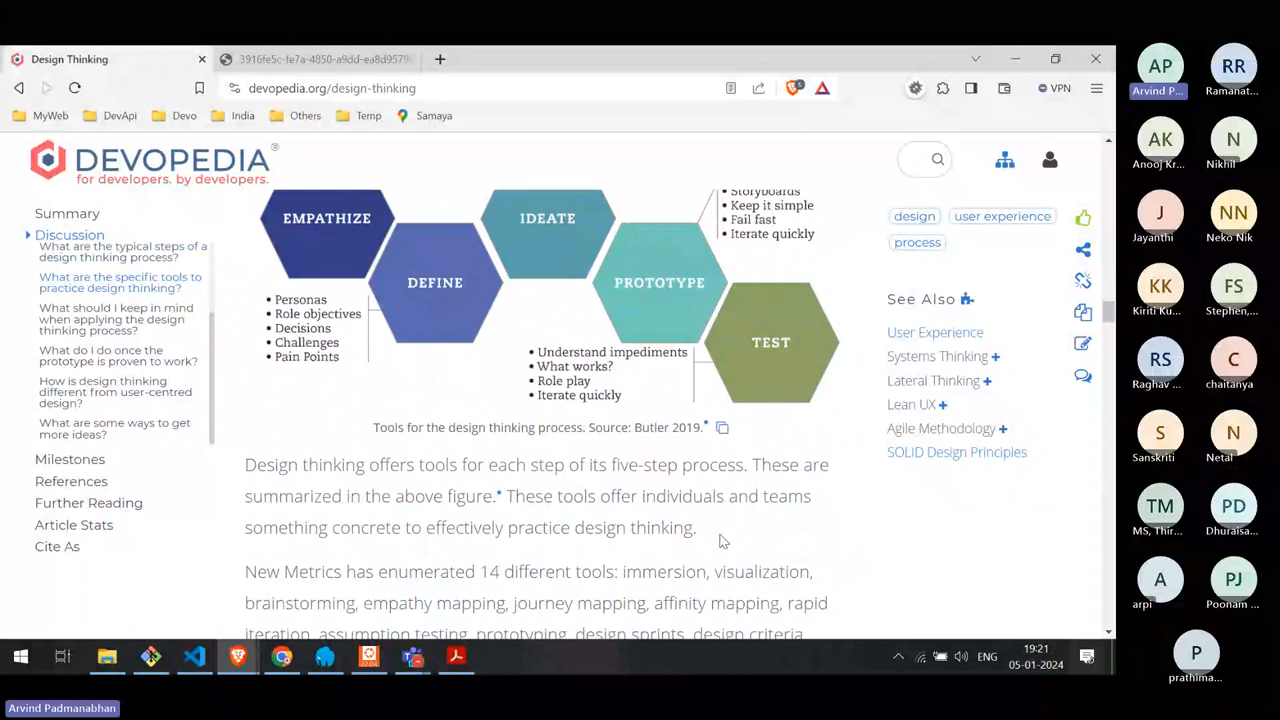 Design Thinking
3916fe5c-fe7a-4850-a9dd-ea8d9579
devopedia.org/design-thinking
5
VPN
MyWeb
DevApi
Devo
India
Others
Temp
Samaya
DEVOPEDIA®
for developers. by developers.
Summary
Discussion
What are the typical steps of a
design thinking process?
What are the specific tools to
practice design thinking?
What should I keep in mind
when applying the design
thinking process?
What do I do once the
prototype is proven to work?
How is design thinking
different from user-centred
design?
What are some ways to get
more ideas?
Milestones
References
Further Reading
Article Stats
Cite As
EMPATHIZE
DEFINE
IDEATE
PROTOTYPE
TEST
• Storyboards
• Keep it simple
• Fail fast
• Iterate quickly
• Personas
• Role objectives
• Decisions
• Challenges
• Pain Points
• Understand impediments
• What works?
• Role play
• Iterate quickly
Tools for the design thinking process. Source: Butler 2019.
Design thinking offers tools for each step of its five-step process. These are
summarized in the above figure. These tools offer individuals and teams
something concrete to effectively practice design thinking.
New Metrics has enumerated 14 different tools: immersion, visualization,
brainstorming, empathy mapping, journey mapping, affinity mapping, rapid
iteration, assumption testing, prototyping, design sprints, design criteria,
design
user experience
process
See Also
User Experience
Systems Thinking +
Lateral Thinking +
Lean UX +
Agile Methodology +
SOLID Design Principles
ENG
19:21
05-01-2024
Arvind Padmanabhan
AP
Arvind P...
RR
Ramanat...
AK
Anooj Kr...
N
Nikhil
J
Jayanthi
NN
Neko Nik
KK
Kiriti Ku...
FS
Stephen,...
RS
Raghav ...
C
chaitanya
S
Sanskriti
N
Netal
TM
MS, Thir...
PD
Dhuraisa...
A
arpi
PJ
Poonam ...
P
prathima...